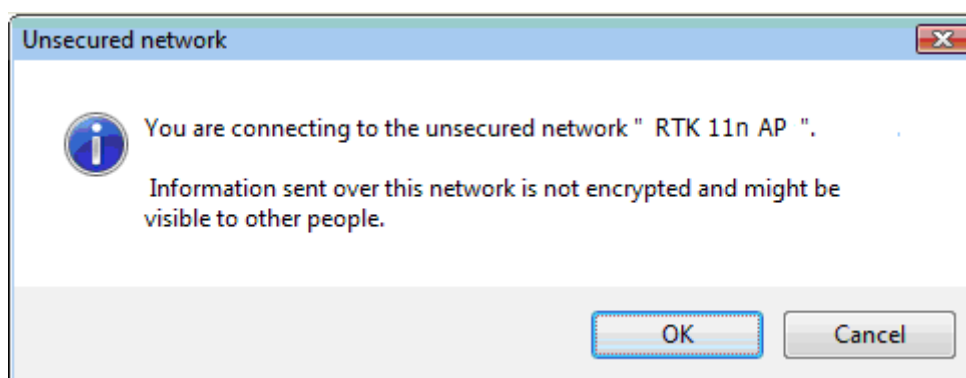 Unsecured network
You are connecting to the unsecured network " RTK 11n AP ".
Information sent over this network is not encrypted and might be
visible to other people.
OK
Cancel